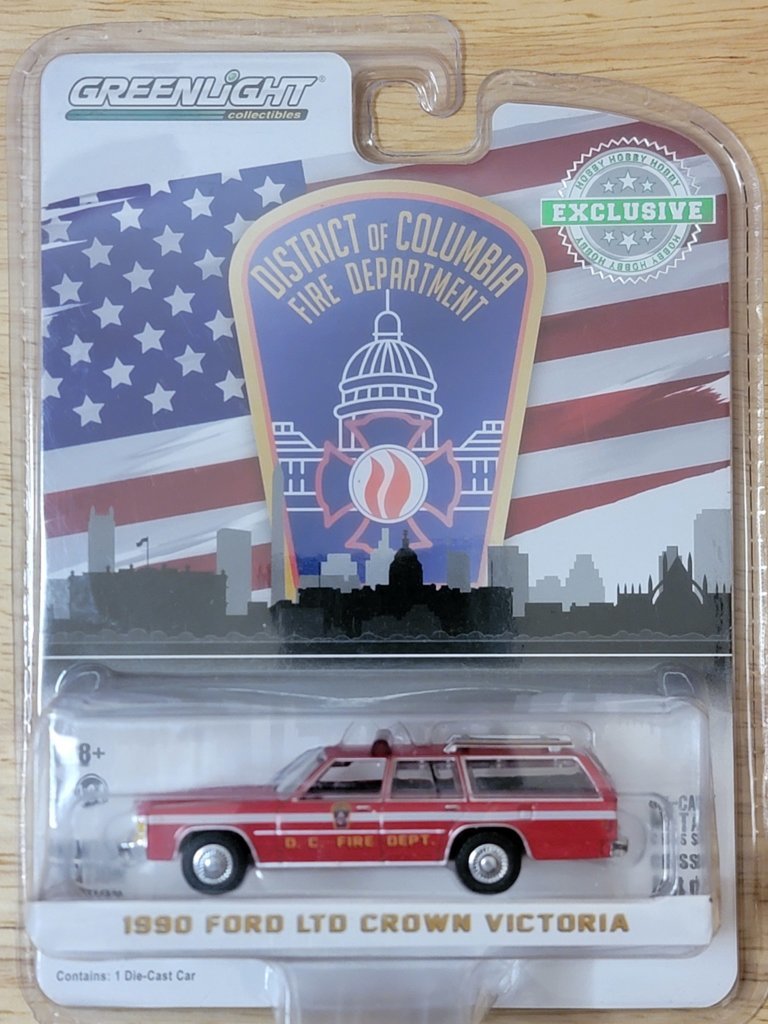 GREENLiGHT®
collectibles
HOBBY HOBBY HOBBY
EXCLUSIVE
HOBBY HOBBY HOBBY
DISTRICT OF COLUMBIA
FIRE DEPARTMENT
8+
D. C. FIRE DEPT.
1990 FORD LTD CROWN VICTORIA
Contains: 1 Die-Cast Car